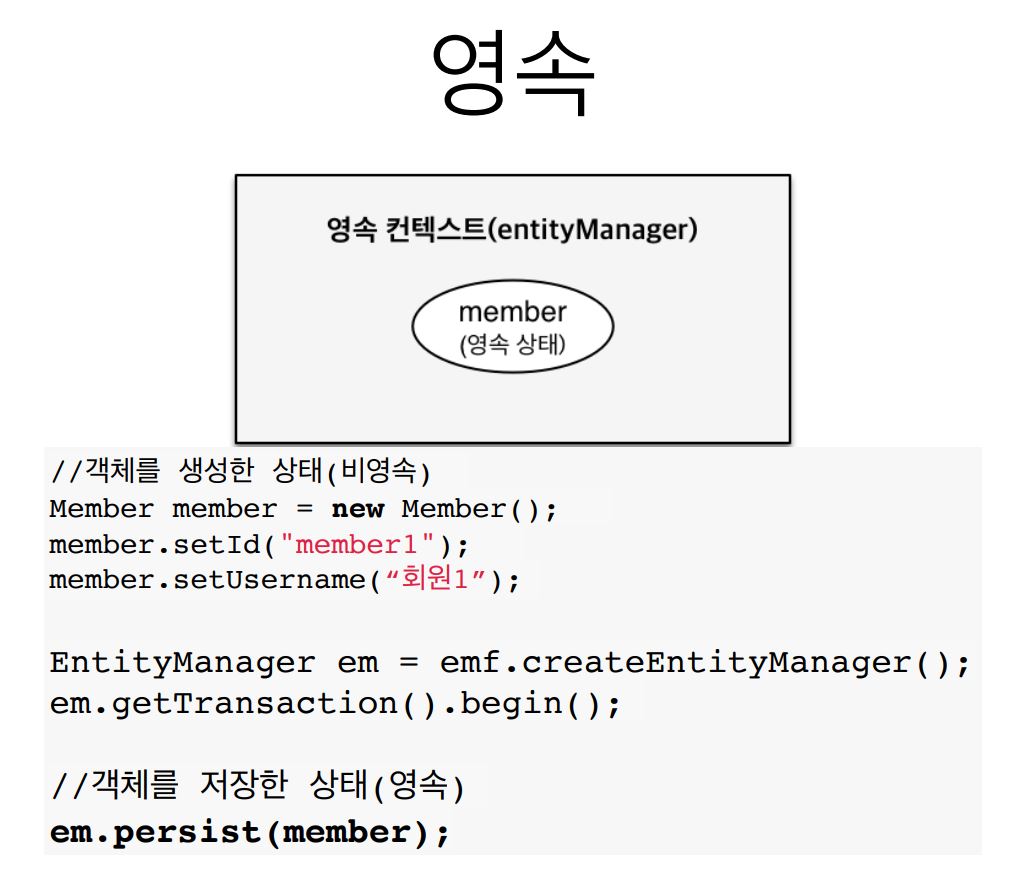 영속
영속 컨텍스트(entityManager)
member
(영속 상태)
//객체를 생성한 상태(비영속)
Member member = new Member();
member.setId("member1");
member.setUsername(“회원1”);
EntityManager em = emf.createEntityManager();
em.getTransaction().begin();
//객체를 저장한 상태(영속)
em.persist(member);